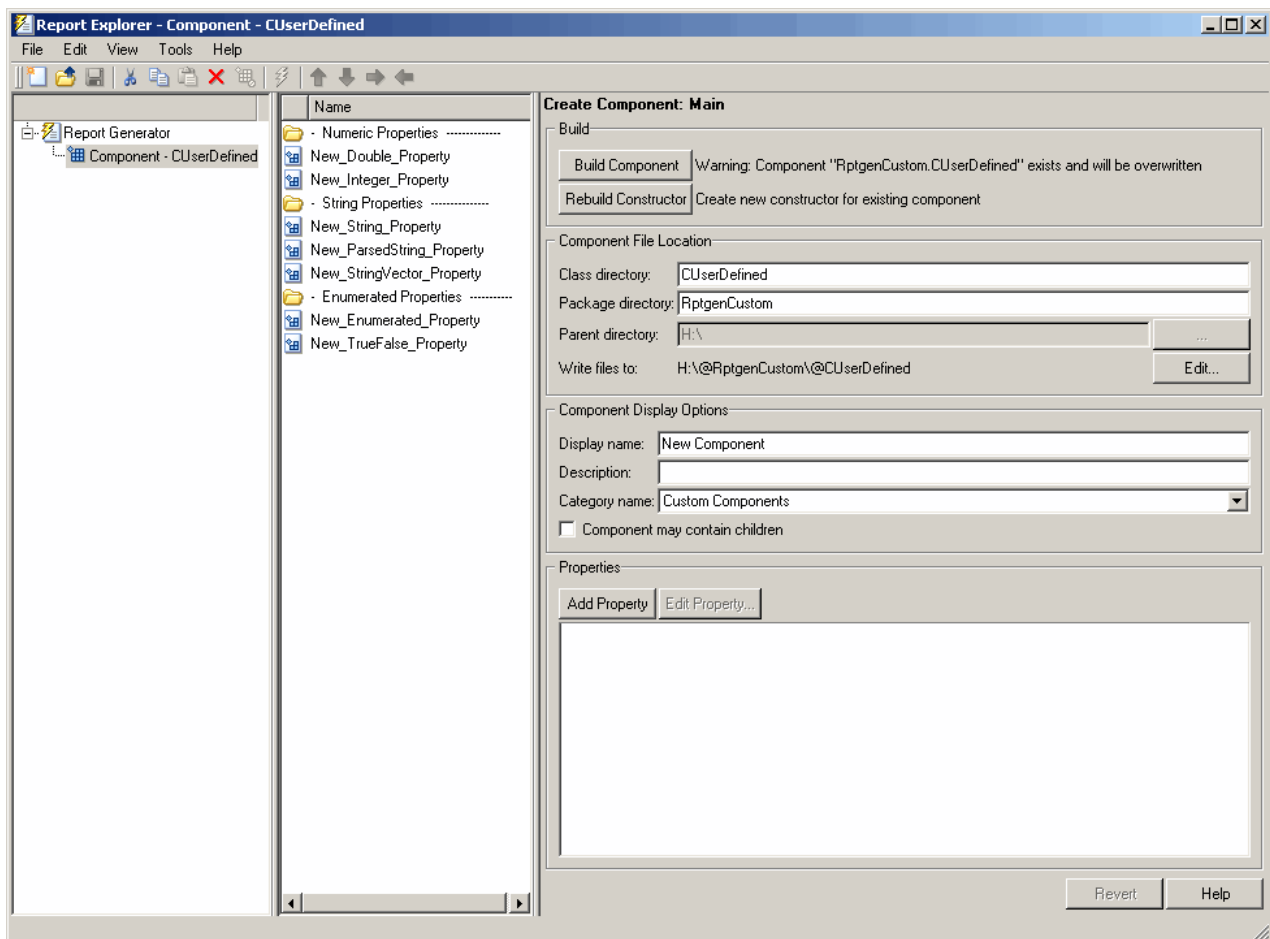 Report Explorer - Component - CUserDefined
File Edit View Tools Help
Report Generator
Component - CUserDefined
Name
- Numeric Properties -------------
New_Double_Property
New_Integer_Property
- String Properties --------------
New_String_Property
New_ParsedString_Property
New_StringVector_Property
- Enumerated Properties ----------
New_Enumerated_Property
New_TrueFalse_Property
Create Component: Main
Build
Build Component Warning: Component "RptgenCustom.CUserDefined" exists and will be overwritten
Rebuild Constructor Create new constructor for existing component
Component File Location
Class directory: CUserDefined
Package directory: RptgenCustom
Parent directory: H:\ ...
Write files to: H:\@RptgenCustom\@CUserDefined Edit...
Component Display Options
Display name: New Component
Description:
Category name: Custom Components
Component may contain children
Properties
Add Property Edit Property...
Revert Help